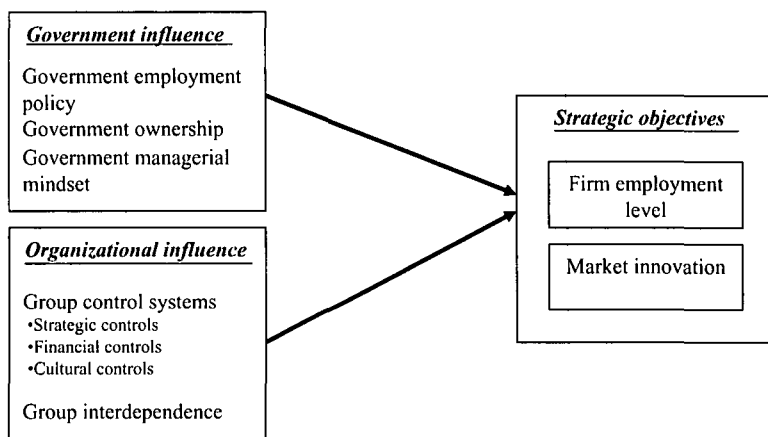 Government influence
Government employment
policy
Government ownership
Government managerial
mindset
Organizational influence
Group control systems
•Strategic controls
•Financial controls
•Cultural controls
Group interdependence
Strategic objectives
Firm employment
level
Market innovation